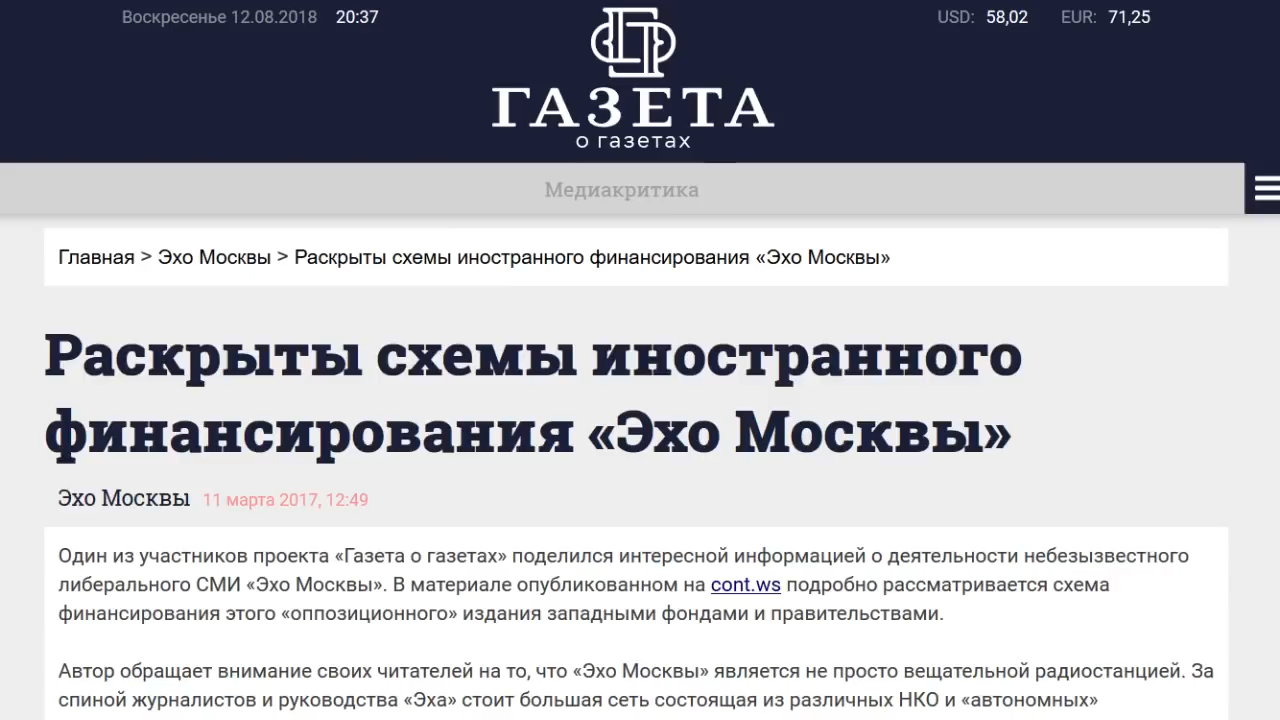 Воскресенье 12.08.2018 20:37 USD: 58,02 EUR: 71,25
ГАЗЕТА
о газетах
Медиакритика
Главная > Эхо Москвы > Раскрыты схемы иностранного финансирования «Эхо Москвы»
Раскрыты схемы иностранного
финансирования «Эхо Москвы»
Эхо Москвы 11 марта 2017, 12:49
Один из участников проекта «Газета о газетах» поделился интересной информацией о деятельности небезызвестного
либерального СМИ «Эхо Москвы». В материале опубликованном на cont.ws подробно рассматривается схема
финансирования этого «оппозиционного» издания западными фондами и правительствами.
Автор обращает внимание своих читателей на то, что «Эхо Москвы» является не просто вещательной радиостанцией. За
спиной журналистов и руководства «Эха» стоит большая сеть состоящая из различных НКО и «автономных»